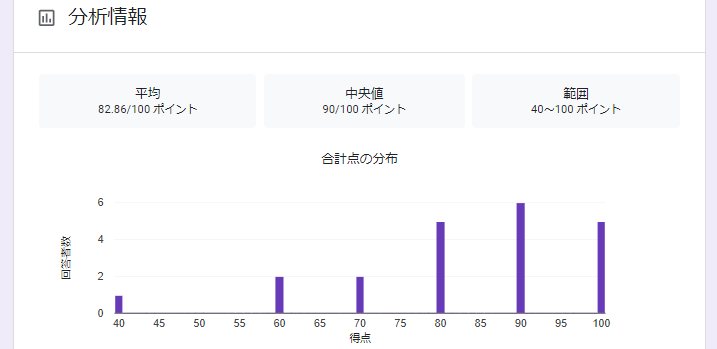 分析情報
平均
82.86/100 ポイント
中央値
90/100 ポイント
範囲
40～100 ポイント
合計点の分布
回答者数
6
4
2
0
40 45 50 55 60 65 70 75 80 85 90 95 100
得点